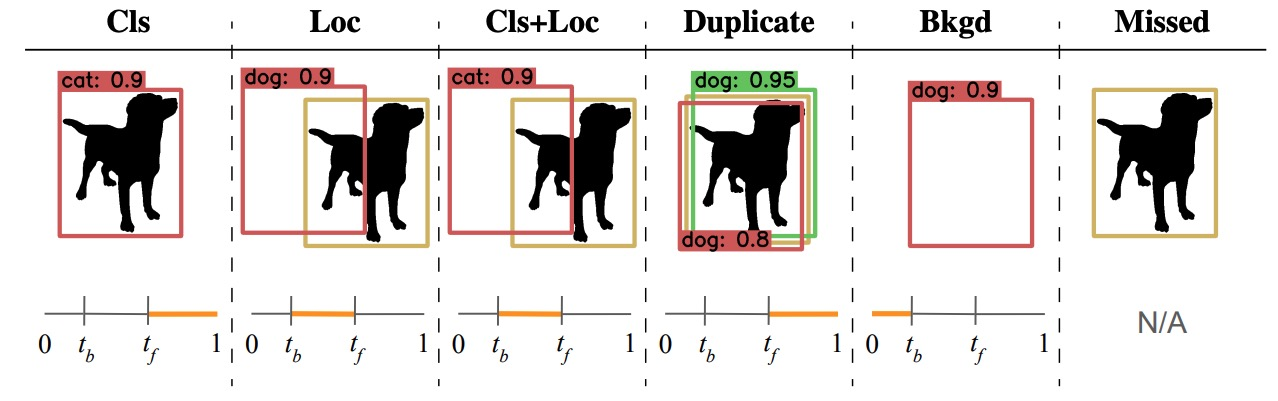 Cls Loc Cls+Loc Duplicate Bkgd Missed
cat: 0.9 dog: 0.9 cat: 0.9 dog: 0.95 dog: 0.9
dog: 0.8
N/A
0 t_b t_f 1 0 t_b t_f 1 0 t_b t_f 1 0 t_b t_f 1 0 t_b t_f 1